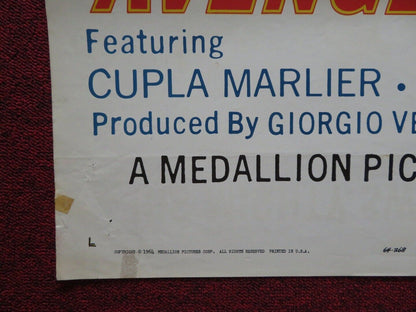 AVENGE
Featuring
CUPLA MARLIER •
Produced By GIORGIO VE
A MEDALLION PIC
L
COPYRIGHT © 1964 MEDALLION PICTURES CORP. ALL RIGHTS RESERVED PRINTED IN U.S.A.
64-268